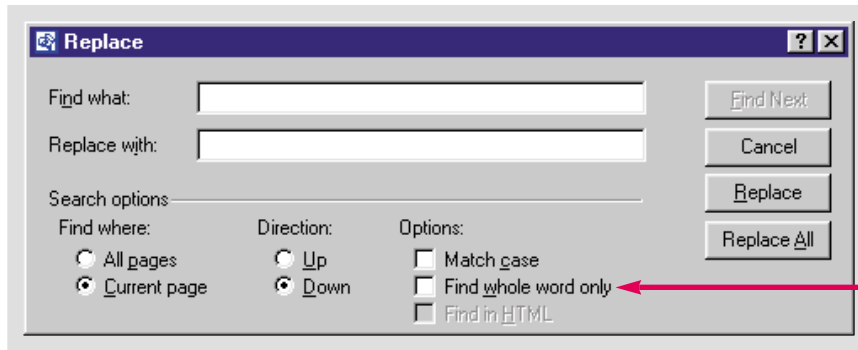 Replace
Find what:
Find Next
Replace with:
Cancel
Search options
Replace
Find where:
Direction:
Options:
Replace All
All pages
Up
Match case
Current page
Down
Find whole word only
Find in HTML